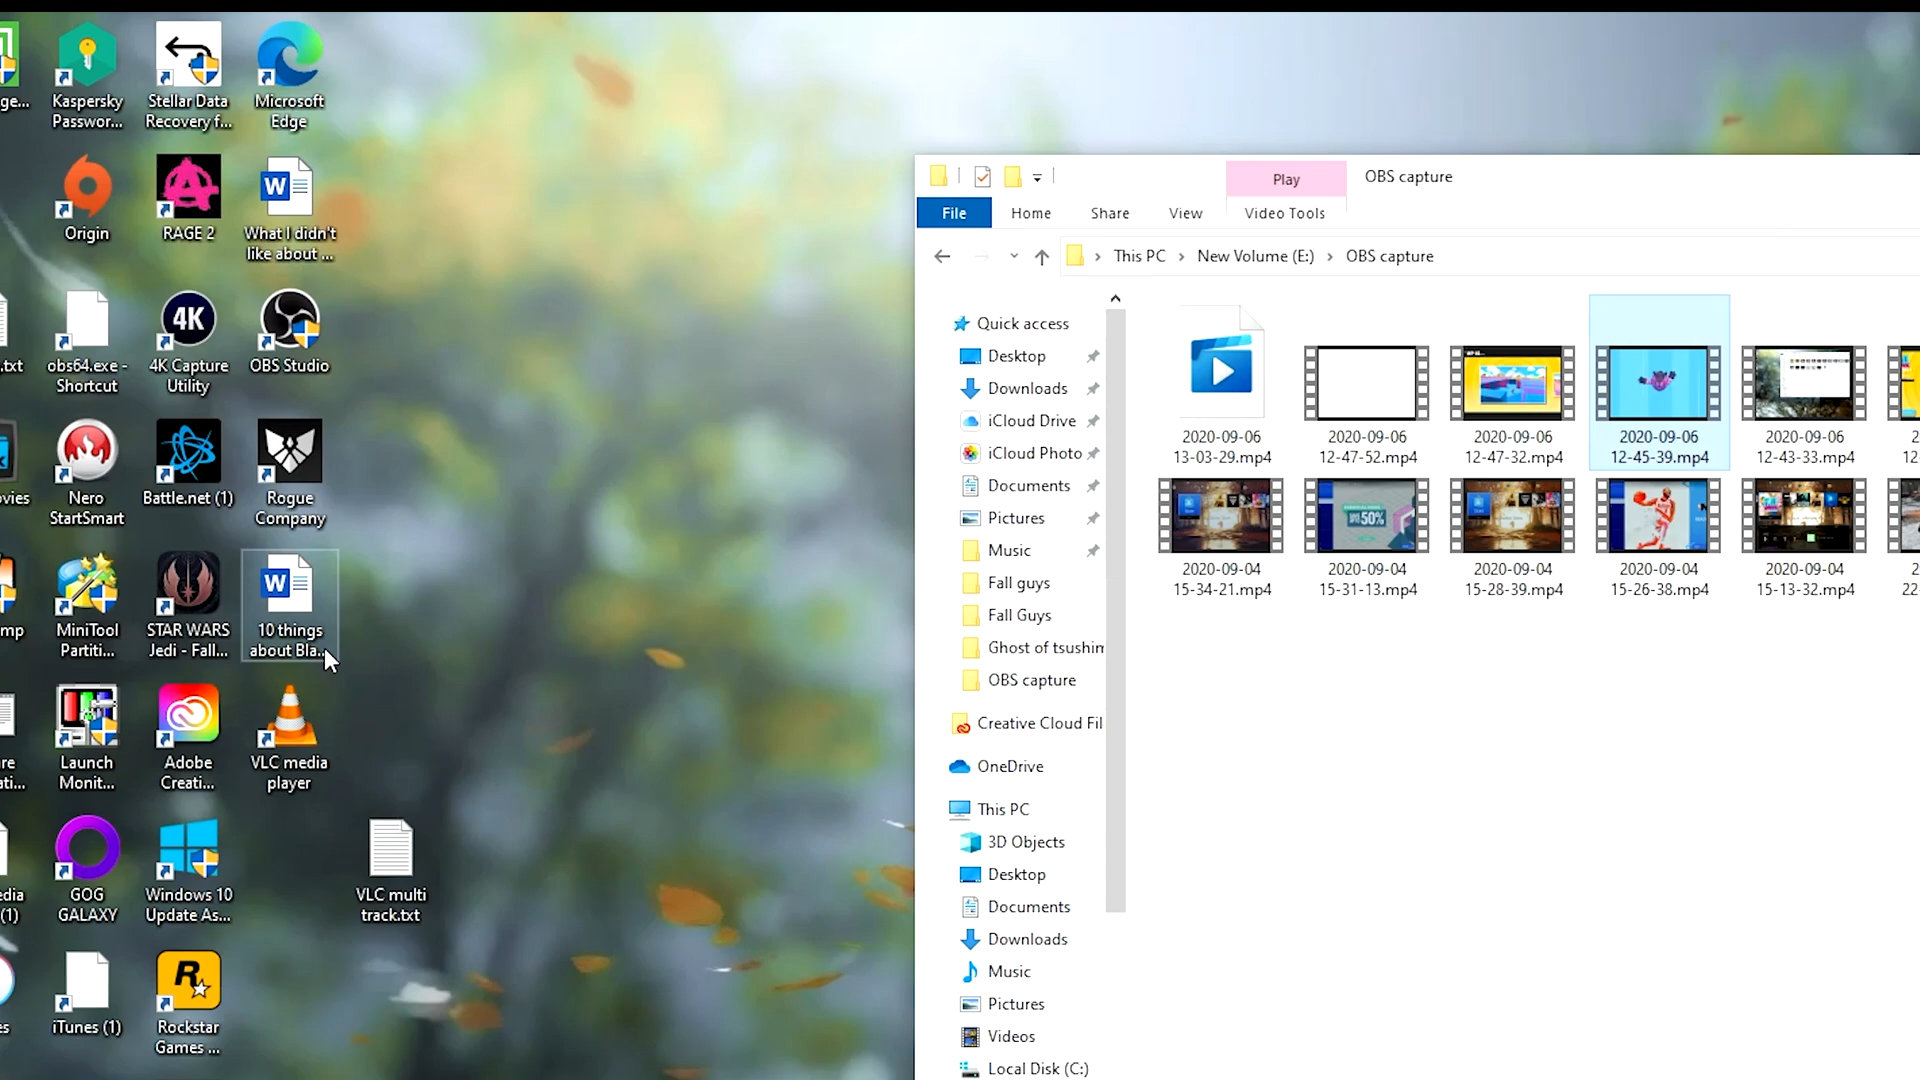 ge...
Kaspersky
Passwor...
Stellar Data
Recovery f...
Microsoft
Edge
Origin
RAGE 2
W
What I didn't
like about ...
.txt
obs64.exe -
Shortcut
4K
4K Capture
Utility
OBS Studio
ovies
Nero
StartSmart
Battle.net (1)
Rogue
Company
mp
MiniTool
Partiti...
STAR WARS
Jedi - Fall...
W
10 things
about Bla...
re
ati...
Launch
Monit...
Adobe
Creati...
VLC media
player
edia
(1)
GOG
GALAXY
Windows 10
Update As...
VLC multi
track.txt
es
iTunes (1)
R
Rockstar
Games ...
Play
OBS capture
File
Home
Share
View
Video Tools
This PC
New Volume (E:)
OBS capture
Quick access
Desktop
Downloads
iCloud Drive
iCloud Photo
Documents
Pictures
Music
Fall guys
Fall Guys
Ghost of tsushim
OBS capture
Creative Cloud Fil
OneDrive
This PC
3D Objects
Desktop
Documents
Downloads
Music
Pictures
Videos
Local Disk (C:)
2020-09-06
13-03-29.mp4
2020-09-06
12-47-52.mp4
2020-09-06
12-47-32.mp4
2020-09-06
12-45-39.mp4
2020-09-06
12-43-33.mp4
2
12-
50%
2020-09-04
15-34-21.mp4
2020-09-04
15-31-13.mp4
2020-09-04
15-28-39.mp4
2020-09-04
15-26-38.mp4
2020-09-04
15-13-32.mp4
2
22-